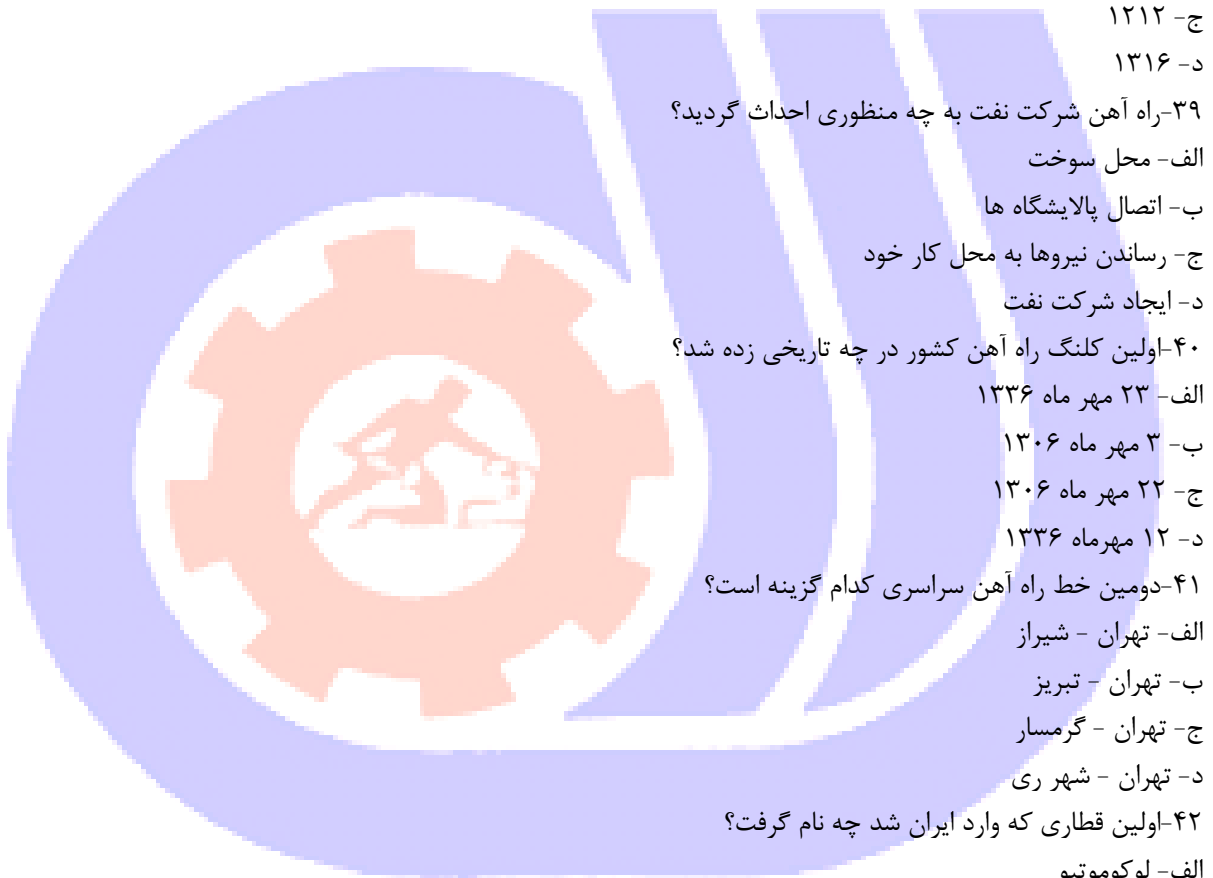 ج- ۱۲۱۲
د- ۱۳۱۶
۳۹-راه آهن شرکت نفت به چه منظوری احداث گردید؟
الف- محل سوخت
ب- اتصال پالایشگاه ها
ج- رساندن نیروها به محل کار خود
د- ایجاد شرکت نفت
۴۰-اولین کلنگ راه آهن کشور در چه تاریخی زده شد؟
الف- ۲۳ مهر ماه ۱۳۳۶
ب- ۳ مهر ماه ۱۳۰۶
ج- ۲۲ مهر ماه ۱۳۰۶
د- ۱۲ مهرماه ۱۳۳۶
۴۱-دومین خط راه آهن سراسری کدام گزینه است؟
الف- تهران - شیراز
ب- تهران - تبریز
ج- تهران - گرمسار
د- تهران - شهر ری
۴۲-اولین قطاری که وارد ایران شد چه نام گرفت؟
الف- لوکوموتیو